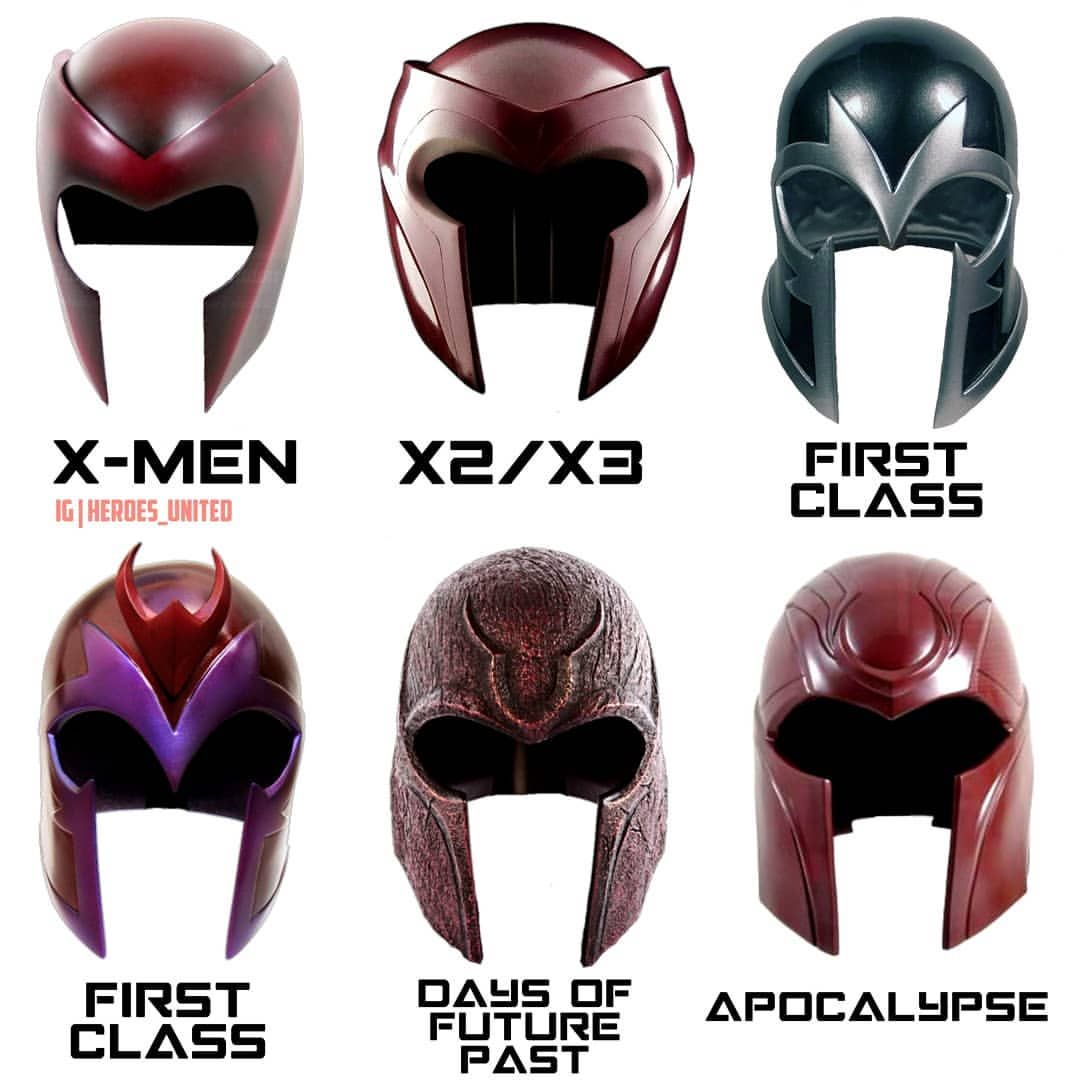 X-MEN
X2/X3
FIRST
CLASS
IG|HEROES_UNITED
FIRST
CLASS
DAYS OF
FUTURE
PAST
APOCALYPSE